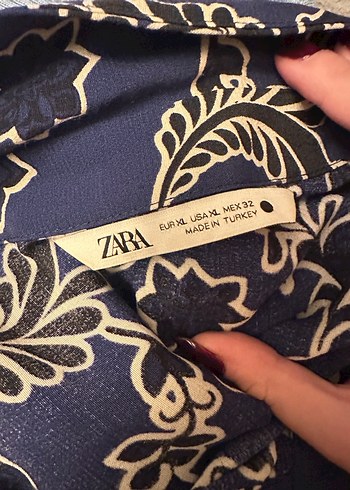 ZARA
EUR XL USA XL MEX 32
MADE IN TURKEY